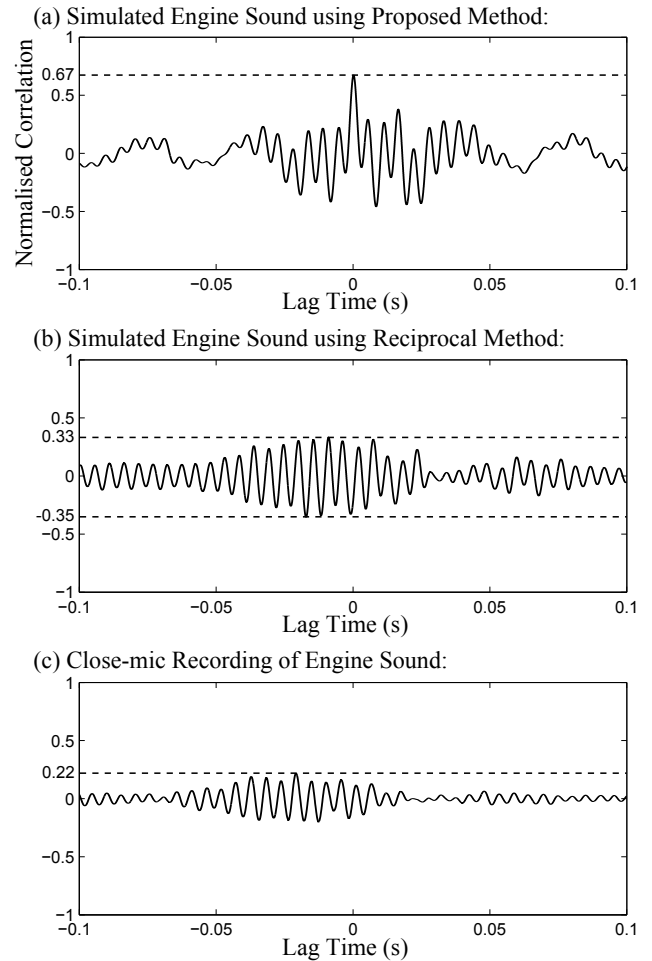 (a) Simulated Engine Sound using Proposed Method:
1
0.67
0.5
0
−0.5
−1
Normalised Correlation
−0.1 −0.05 0 0.05 0.1
Lag Time (s)
(b) Simulated Engine Sound using Reciprocal Method:
1
0.5
0.33
0
-0.35
−0.5
−1
−0.1 −0.05 0 0.05 0.1
Lag Time (s)
(c) Close-mic Recording of Engine Sound:
1
0.5
0.22
0
−0.5
−1
−0.1 −0.05 0 0.05 0.1
Lag Time (s)